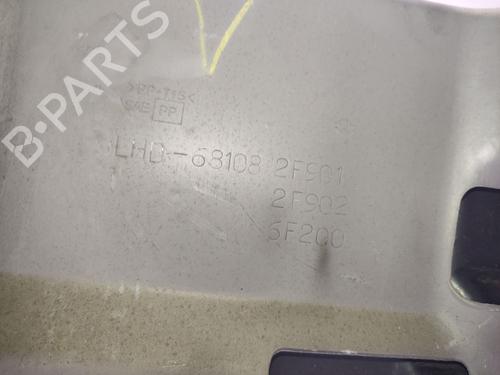 B-PARTS
>PP-T15<
SAE PP
LHD-68108 2F901
2F902
5F200